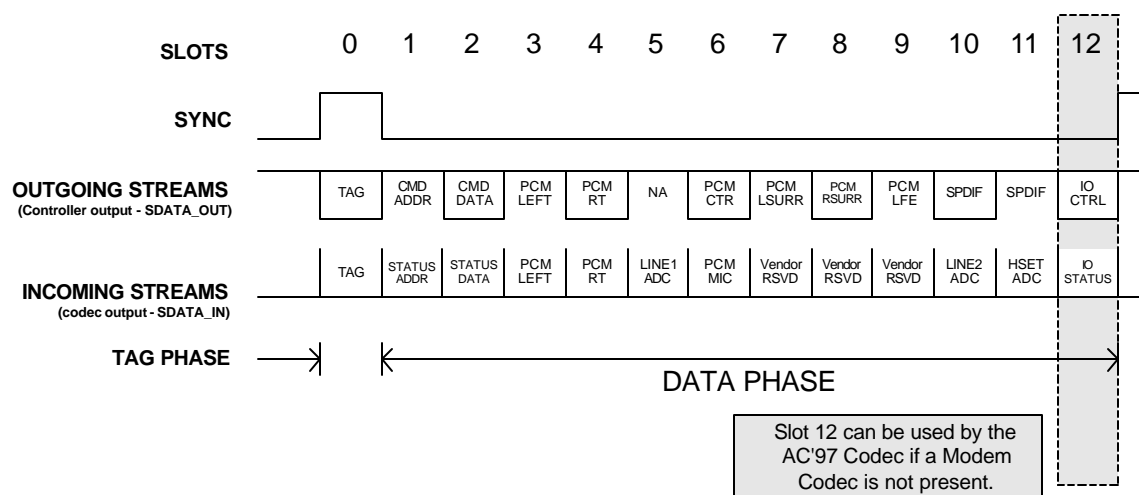 SLOTS 0 1 2 3 4 5 6 7 8 9 10 11 12
SYNC
OUTGOING STREAMS
(Controller output - SDATA_OUT)
TAG
CMD ADDR
CMD DATA
PCM LEFT
PCM RT
NA
PCM CTR
PCM LSURR
PCM RSURR
PCM LFE
SPDIF
SPDIF
IO CTRL
INCOMING STREAMS
(codec output - SDATA_IN)
TAG
STATUS ADDR
STATUS DATA
PCM LEFT
PCM RT
LINE1 ADC
PCM MIC
Vendor RSVD
Vendor RSVD
Vendor RSVD
LINE2 ADC
HSET ADC
IO STATUS
TAG PHASE
DATA PHASE
Slot 12 can be used by the
AC'97 Codec if a Modem
Codec is not present.